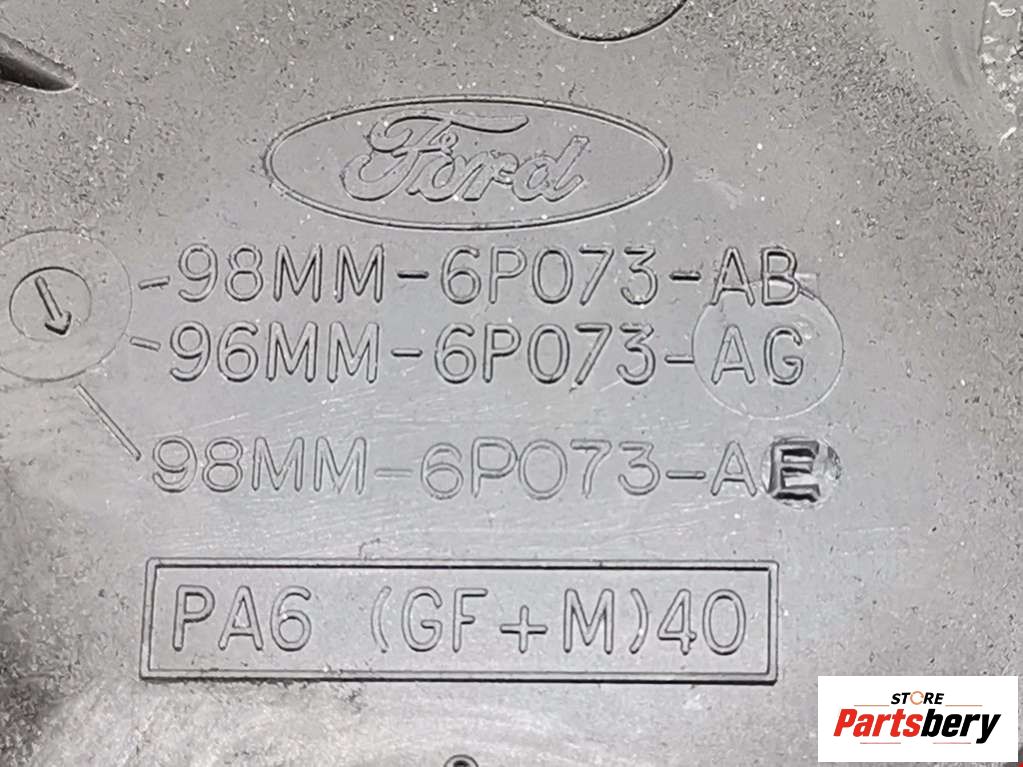 Ford
98MM-6P073-AB
96MM-6P073-AG
98MM-6P073-AE
PA6 (GF+M)40
STORE
Partsbery